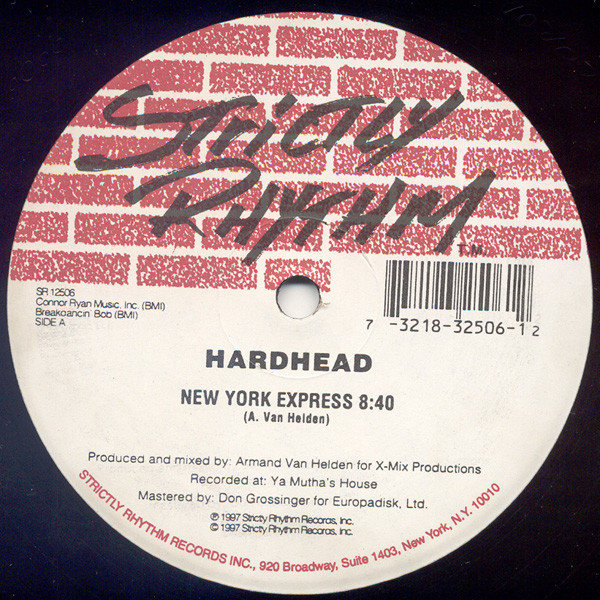 Strictly
Rhythm
T.M.
SR 12506
Connor Ryan Music, Inc. (BMI)
Breakdancin' Bob (BMI)
SIDE A
7 -3218-32506-1 2
HARDHEAD
NEW YORK EXPRESS 8:40
(A. Van Helden)
Produced and mixed by: Armand Van Helden for X-Mix Productions
Recorded at: Ya Mutha's House
Mastered by: Don Grossinger for Europadisk, Ltd.
℗ 1997 Strictly Rhythm Records, Inc.
© 1997 Strictly Rhythm Records, Inc.
STRICTLY RHYTHM RECORDS INC., 920 Broadway, Suite 1403, New York, N.Y. 10010